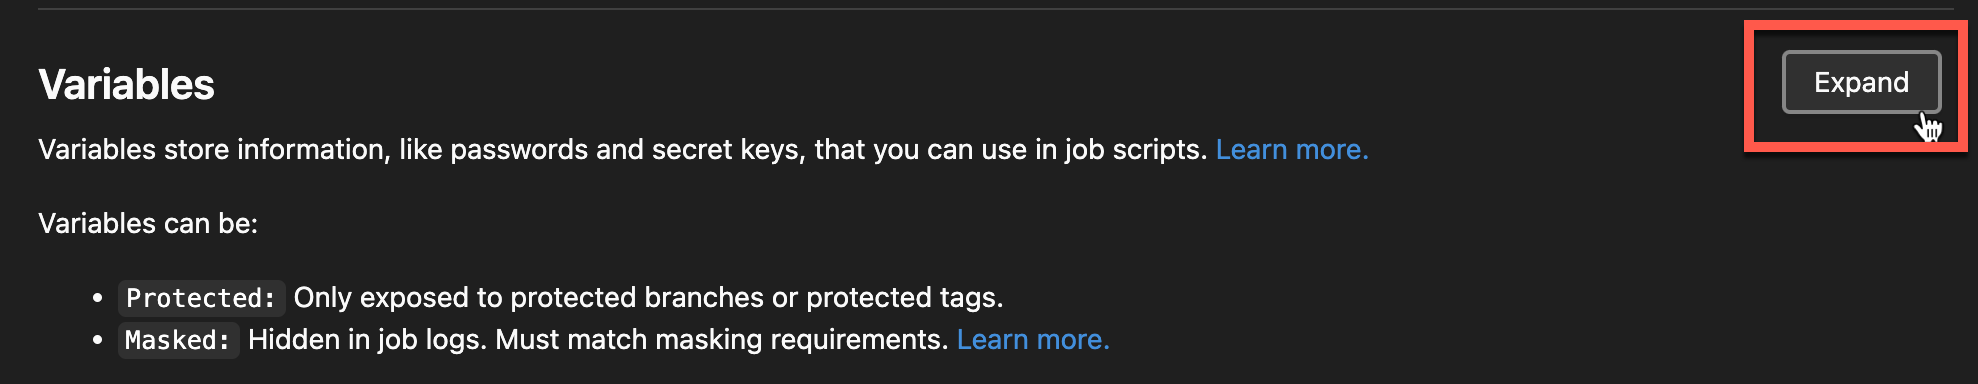 Variables
Expand
Variables store information, like passwords and secret keys, that you can use in job scripts. Learn more.
Variables can be:
• Protected: Only exposed to protected branches or protected tags.
• Masked: Hidden in job logs. Must match masking requirements. Learn more.